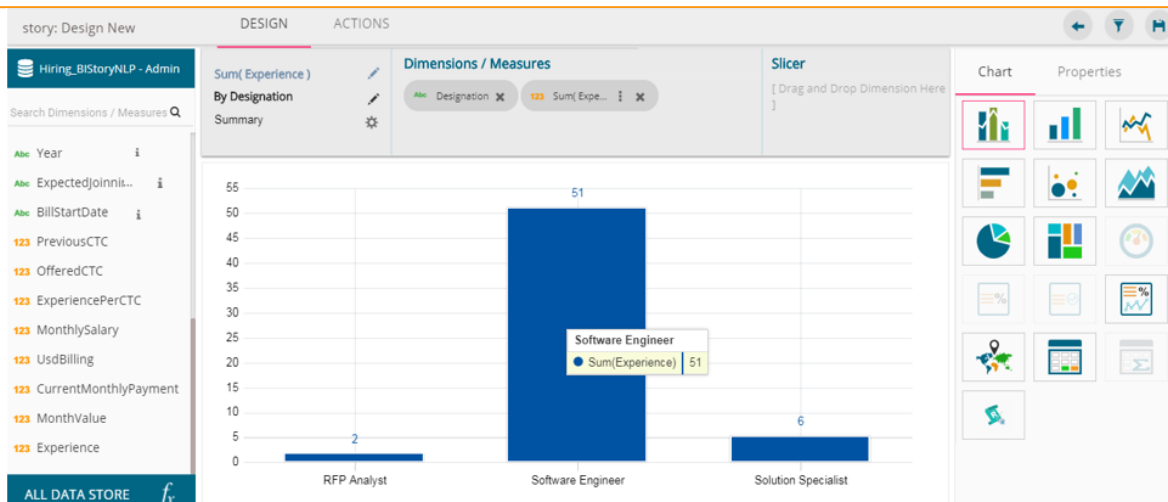 story: Design New
DESIGN
ACTIONS
Hiring_BIStoryNLP - Admin
Search Dimensions / Measures
Abc Year i
Abc ExpectedJoinnin... i
Abc BillStartDate i
123 PreviousCTC
123 OfferedCTC
123 ExperiencePerCTC
123 MonthlySalary
123 UsdBilling
123 CurrentMonthlyPayment
123 MonthValue
123 Experience
ALL DATA STORE fx
Sum( Experience )
By Designation
Summary
Dimensions / Measures
Abc Designation
123 Sum( Expe...
Slicer
[ Drag and Drop Dimension Here
]
55
50
45
40
35
30
25
20
15
10
5
0
2
51
6
Software Engineer
Sum(Experience) 51
RFP Analyst
Software Engineer
Solution Specialist
Chart
Properties
%
%
Σ